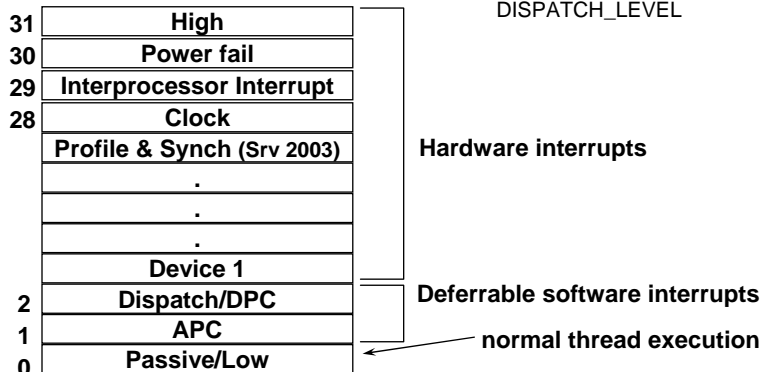 DISPATCH_LEVEL
31 High
30 Power fail
29 Interprocessor Interrupt
28 Clock
Profile & Synch (Srv 2003)
Hardware interrupts
.
.
.
Device 1
2 Dispatch/DPC
Deferrable software interrupts
1 APC
normal thread execution
0 Passive/Low